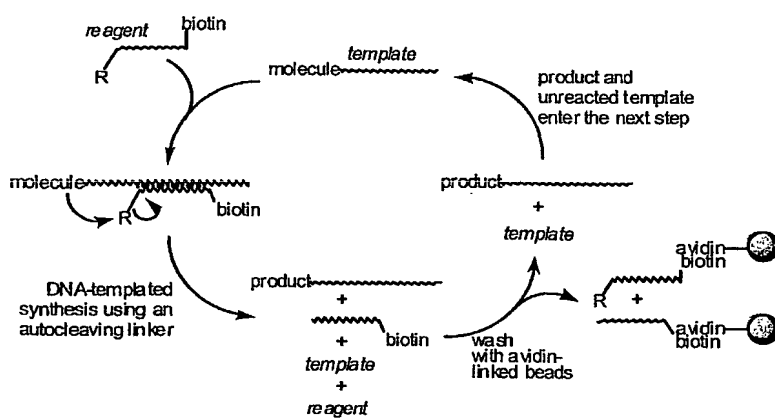 reagent
biotin
R
molecule
template
product and
unreacted template
enter the next step
molecule
R
biotin
product
+
template
DNA-templated
synthesis using an
autocleaving linker
product
+
biotin
+
template
+
reagent
wash
with avidin-
linked beads
avidin
biotin
R
+
avidin
biotin